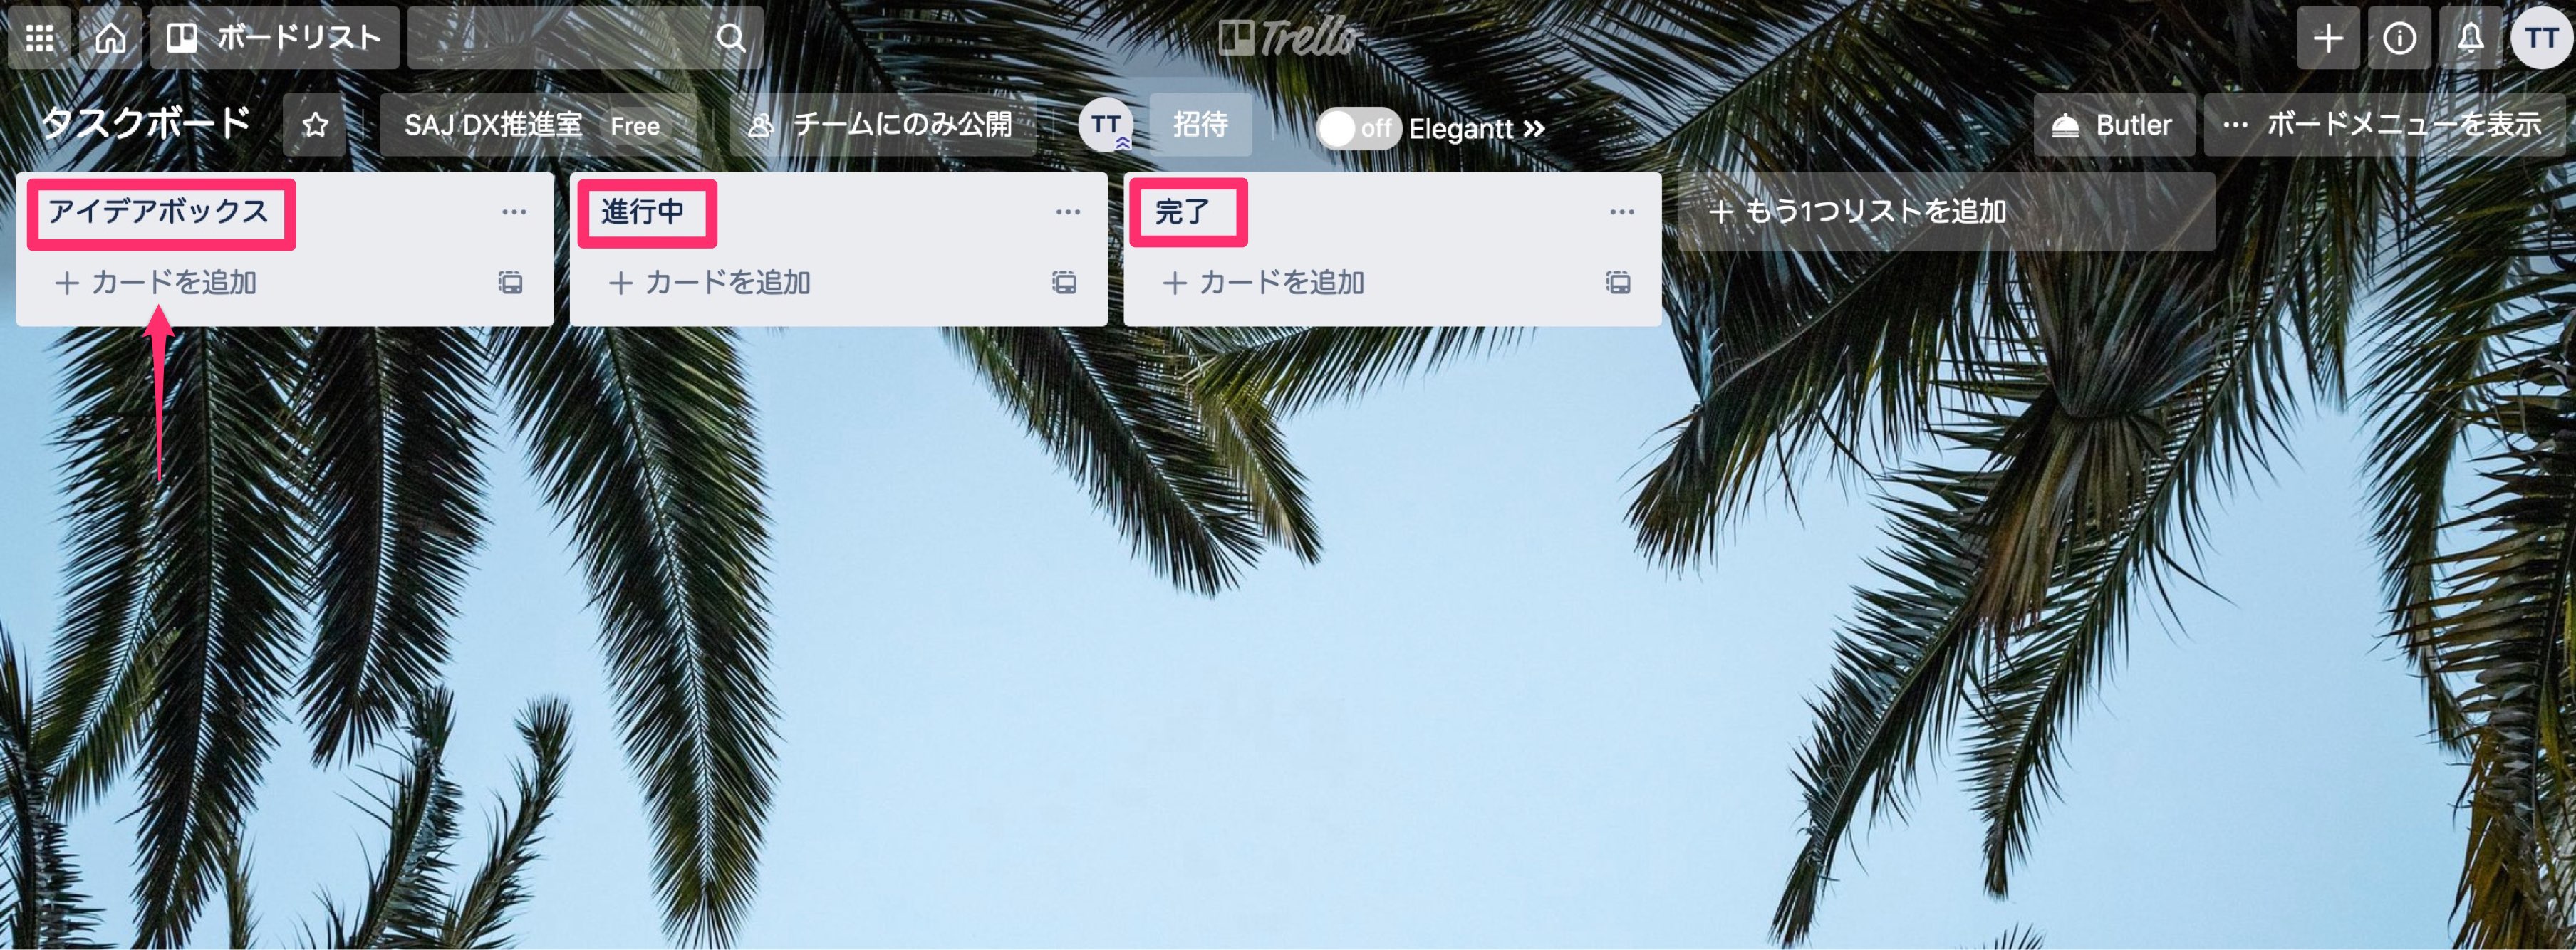 ボードリスト
Trello
TT
タスクボード
SAJ DX推進室 Free
チームにのみ公開
TT
招待
off Elegantt
Butler
ボードメニューを表示
アイデアボックス
カードを追加
進行中
カードを追加
完了
カードを追加
もう1つリストを追加